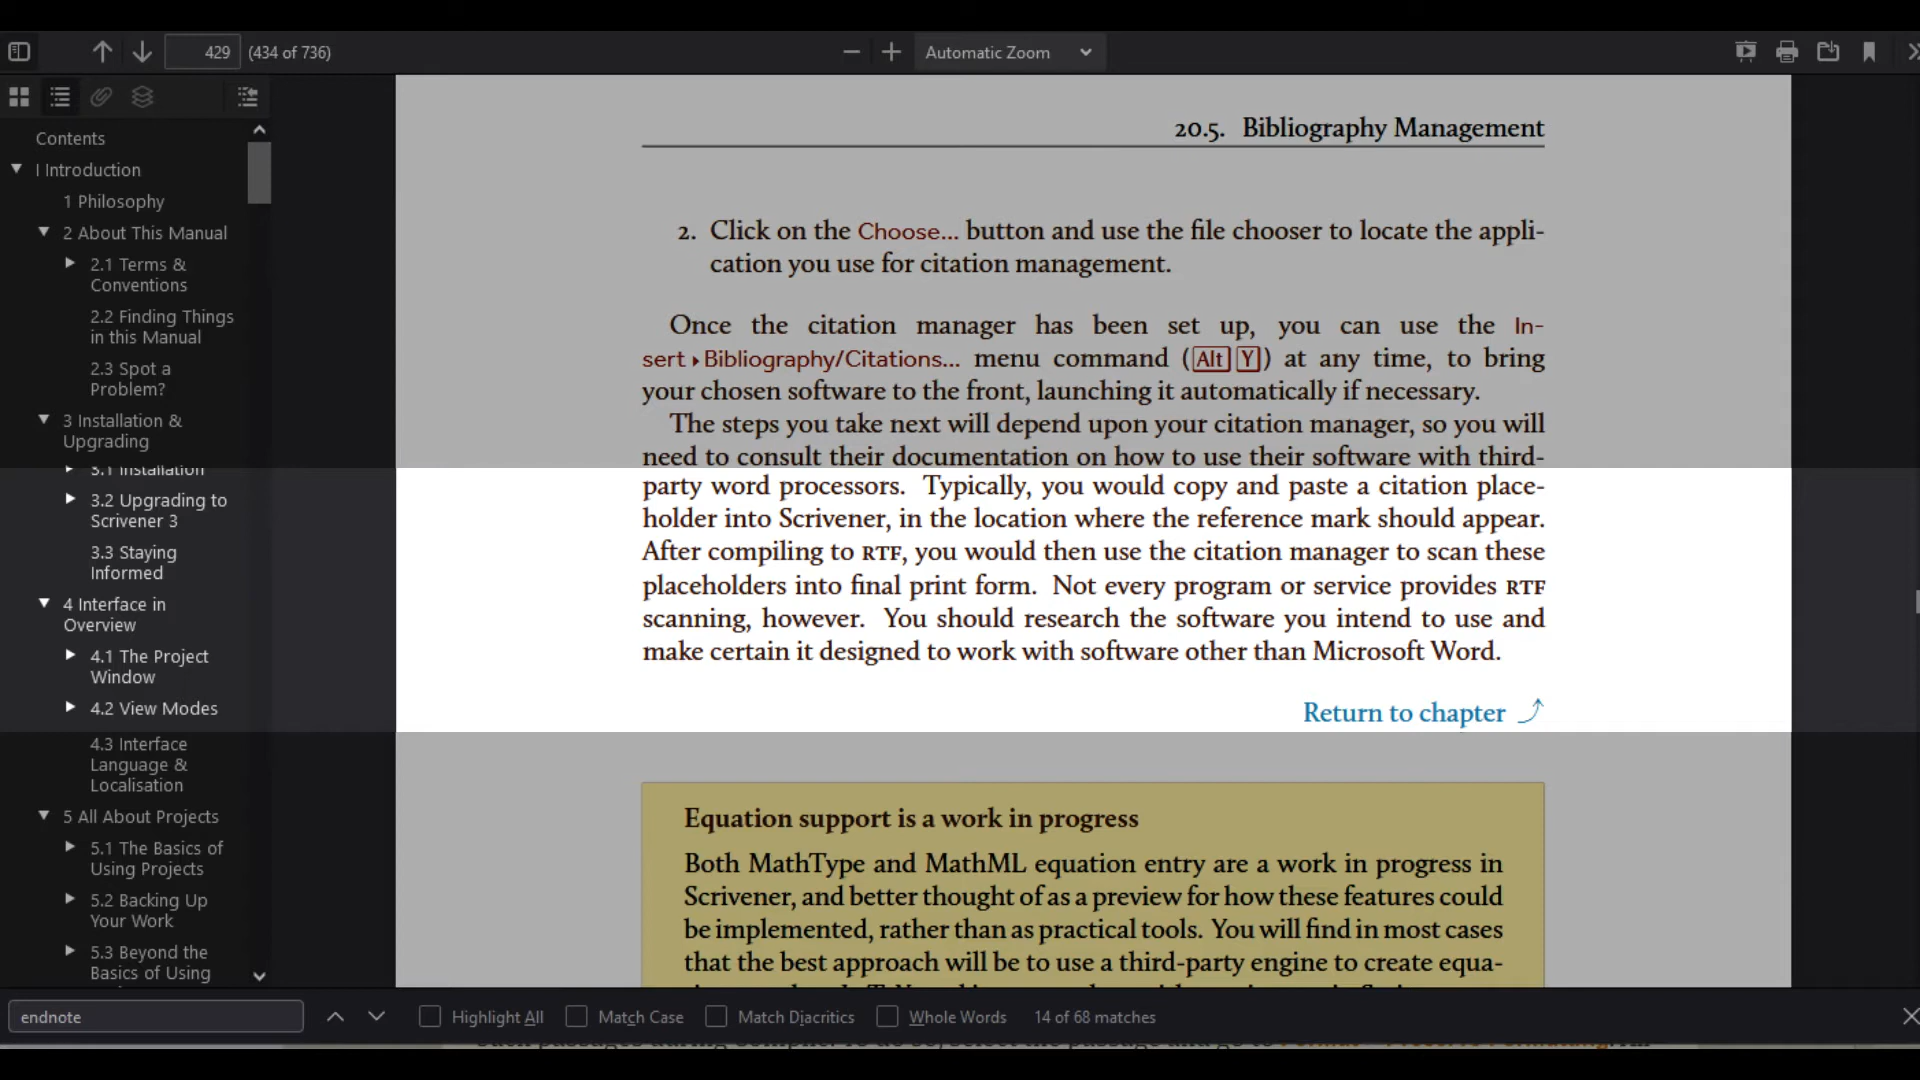 429 (434 of 736)
Automatic Zoom
Contents
I Introduction
1 Philosophy
2 About This Manual
2.1 Terms &
Conventions
2.2 Finding Things
in this Manual
2.3 Spot a
Problem?
3 Installation &
Upgrading
3.1 Installation
3.2 Upgrading to
Scrivener 3
3.3 Staying
Informed
4 Interface in
Overview
4.1 The Project
Window
4.2 View Modes
4.3 Interface
Language &
Localisation
5 All About Projects
5.1 The Basics of
Using Projects
5.2 Backing Up
Your Work
5.3 Beyond the
Basics of Using
20.5. Bibliography Management
2. Click on the Choose... button and use the file chooser to locate the appli-
cation you use for citation management.
Once the citation manager has been set up, you can use the In-
sert ▸ Bibliography/Citations... menu command (Alt Y) at any time, to bring
your chosen software to the front, launching it automatically if necessary.
The steps you take next will depend upon your citation manager, so you will
need to consult their documentation on how to use their software with third-
party word processors. Typically, you would copy and paste a citation place-
holder into Scrivener, in the location where the reference mark should appear.
After compiling to RTF, you would then use the citation manager to scan these
placeholders into final print form. Not every program or service provides RTF
scanning, however. You should research the software you intend to use and
make certain it designed to work with software other than Microsoft Word.
Return to chapter
Equation support is a work in progress
Both MathType and MathML equation entry are a work in progress in
Scrivener, and better thought of as a preview for how these features could
be implemented, rather than as practical tools. You will find in most cases
that the best approach will be to use a third-party engine to create equa-
endnote
Highlight All Match Case Match Diacritics Whole Words 14 of 68 matches